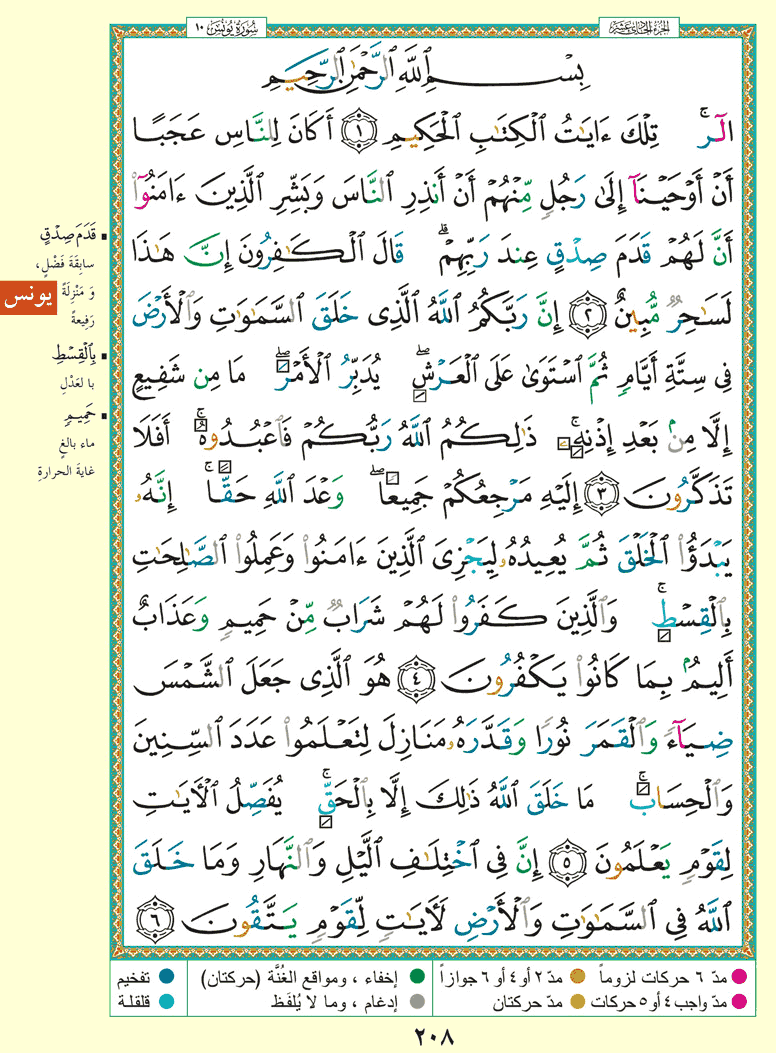 الجزء الحادي عشر
سورة يونس ١٠
بِسْمِ ٱللَّهِ ٱلرَّحْمَٰنِ ٱلرَّحِيمِ
الٓرۚ تِلْكَ ءَايَٰتُ ٱلْكِتَٰبِ ٱلْحَكِيمِ ١ أَكَانَ لِلنَّاسِ عَجَبًا
أَنْ أَوْحَيْنَآ إِلَىٰ رَجُلٍ مِّنْهُمْ أَنْ أَنذِرِ ٱلنَّاسَ وَبَشِّرِ ٱلَّذِينَ ءَامَنُوٓا۟
أَنَّ لَهُمْ قَدَمَ صِدْقٍ عِندَ رَبِّهِمْۗ قَالَ ٱلْكَٰفِرُونَ إِنَّ هَٰذَا
لَسَٰحِرٌ مُّبِينٌ ٢ إِنَّ رَبَّكُمُ ٱللَّهُ ٱلَّذِى خَلَقَ ٱلسَّمَٰوَٰتِ وَٱلْأَرْضَ
فِى سِتَّةِ أَيَّامٍ ثُمَّ ٱسْتَوَىٰ عَلَى ٱلْعَرْشِۖ يُدَبِّرُ ٱلْأَمْرَۖ مَا مِن شَفِيعٍ
إِلَّا مِنۢ بَعْدِ إِذْنِهِۦۚ ذَٰلِكُمُ ٱللَّهُ رَبُّكُمْ فَٱعْبُدُوهُۚ أَفَلَا
تَذَكَّرُونَ ٣ إِلَيْهِ مَرْجِعُكُمْ جَمِيعًاۖ وَعْدَ ٱللَّهِ حَقًّاۚ إِنَّهُۥ
يَبْدَؤُا۟ ٱلْخَلْقَ ثُمَّ يُعِيدُهُۥ لِيَجْزِىَ ٱلَّذِينَ ءَامَنُوا۟ وَعَمِلُوا۟ ٱلصَّٰلِحَٰتِ
بِٱلْقِسْطِۚ وَٱلَّذِينَ كَفَرُوا۟ لَهُمْ شَرَابٌ مِّنْ حَمِيمٍ وَعَذَابٌ
أَلِيمٌۢ بِمَا كَانُوا۟ يَكْفُرُونَ ٤ هُوَ ٱلَّذِى جَعَلَ ٱلشَّمْسَ
ضِيَآءً وَٱلْقَمَرَ نُورًا وَقَدَّرَهُۥ مَنَازِلَ لِتَعْلَمُوا۟ عَدَدَ ٱلسِّنِينَ
وَٱلْحِسَابَۚ مَا خَلَقَ ٱللَّهُ ذَٰلِكَ إِلَّا بِٱلْحَقِّۚ يُفَصِّلُ ٱلْءَايَٰتِ
لِقَوْمٍ يَعْلَمُونَ ٥ إِنَّ فِى ٱخْتِلَٰفِ ٱلَّيْلِ وَٱلنَّهَارِ وَمَا خَلَقَ
ٱللَّهُ فِى ٱلسَّمَٰوَٰتِ وَٱلْأَرْضِ لَءَايَٰتٍ لِّقَوْمٍ يَتَّقُونَ ٦
قَدَمَ صِدْقٍ
سابِقَةَ فَضْلٍ،
وَ مَنْزِلَةً
رَفِيعةً
بِٱلْقِسْطِ
با لعَدْلِ
حَمِيمٍ
ماء بالغٍ
غايةَ الحرارةِ
يونس
مدّ ٦ حركات لزوماً
مدّ ٢ أو ٤ أو ٦ جوازاً
إخفاء ، ومواقع الغُنَّة (حركتان)
تفخيم
مدّ واجب ٤ أو ٥ حركات
مدّ حركتان
إدغام ، وما لا يُلفَظ
قلقلة
٢٠٨